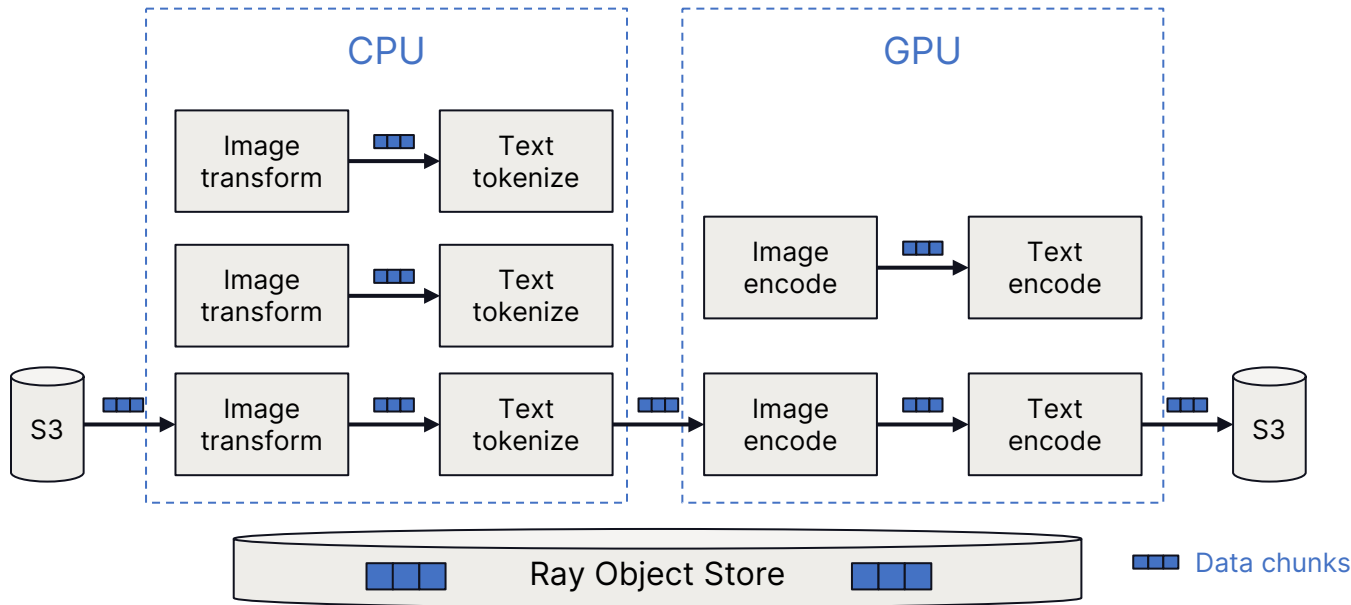 CPU
GPU
Image
transform
Text
tokenize
Image
transform
Text
tokenize
Image
encode
Text
encode
S3
Image
transform
Text
tokenize
Image
encode
Text
encode
S3
Ray Object Store
Data chunks